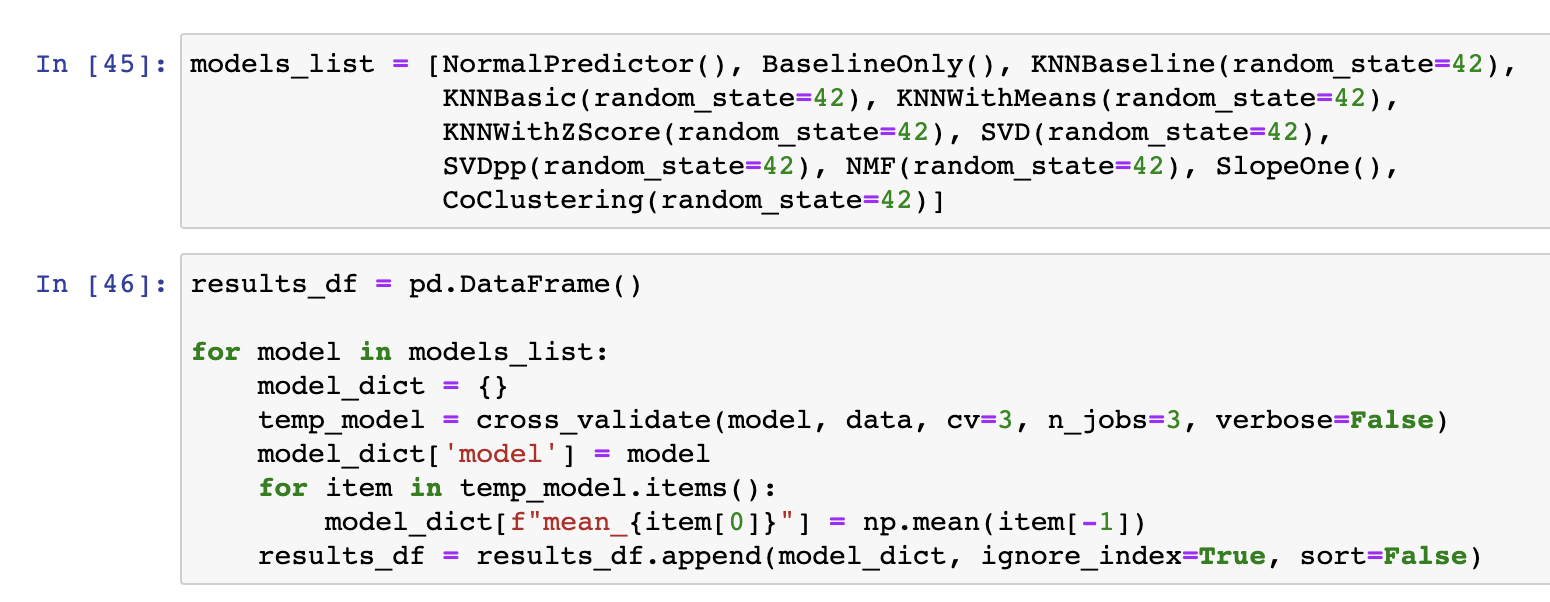 In [45]: models_list = [NormalPredictor(), BaselineOnly(), KNNBaseline(random_state=42),
               KNNBasic(random_state=42), KNNWithMeans(random_state=42),
               KNNWithZScore(random_state=42), SVD(random_state=42),
               SVDpp(random_state=42), NMF(random_state=42), SlopeOne(),
               CoClustering(random_state=42)]
In [46]: results_df = pd.DataFrame()
for model in models_list:
    model_dict = {}
    temp_model = cross_validate(model, data, cv=3, n_jobs=3, verbose=False)
    model_dict['model'] = model
    for item in temp_model.items():
        model_dict[f"mean_{item[0]}"] = np.mean(item[-1])
    results_df = results_df.append(model_dict, ignore_index=True, sort=False)